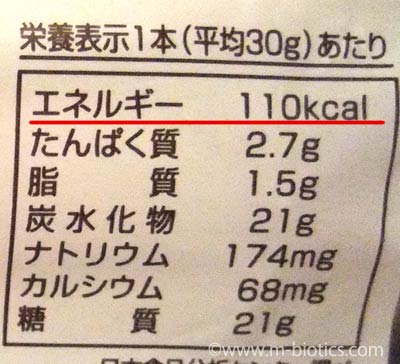 栄養表示1本(平均30g)あたり
エネルギー 110kcal
たんぱく質 2.7g
脂質 1.5g
炭水化物 21g
ナトリウム 174mg
カルシウム 68mg
糖質 21g
©www.m-biotics.com